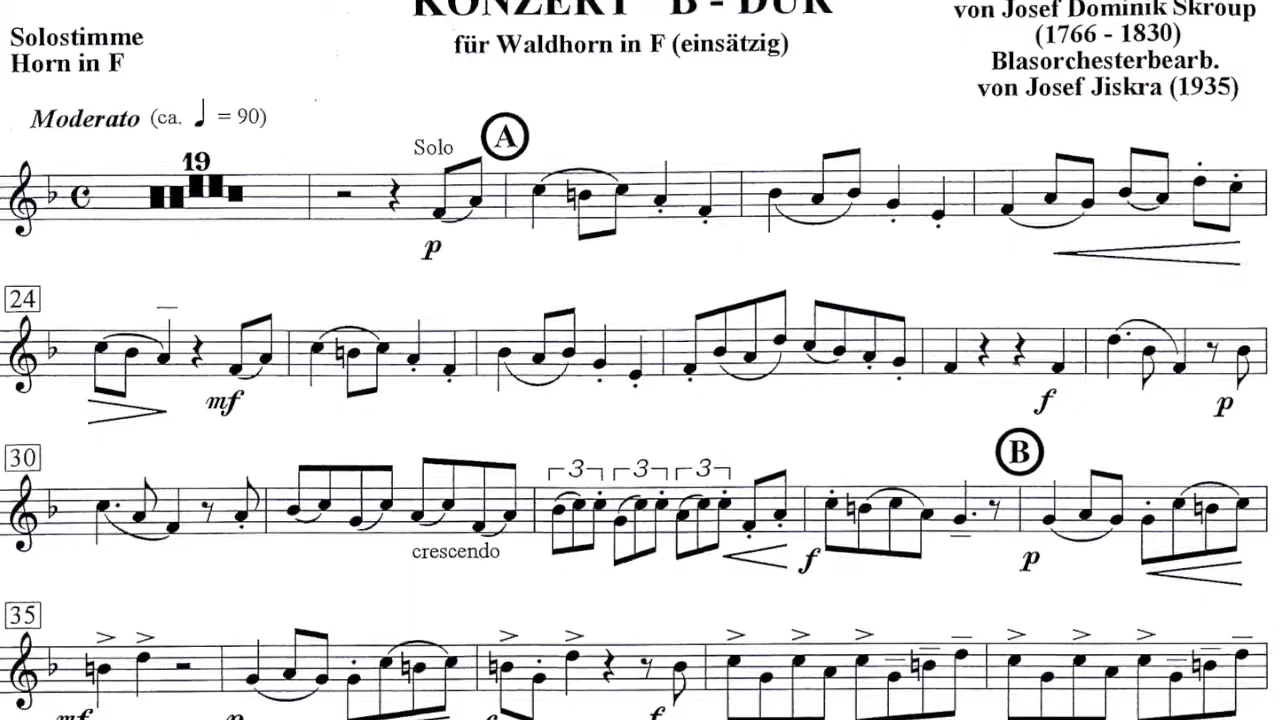 KONZERT B - DUR
für Waldhorn in F (einsätzig)
von Josef Dominik Skroup
(1766 - 1830)
Blasorchesterbearb.
von Josef Jiskra (1935)
Solostimme
Horn in F
Moderato (ca. ♩ = 90)
19
Solo
A
p
24
mf
f
p
30
3 3 3
B
crescendo
f
p
35
mf
p
f
f